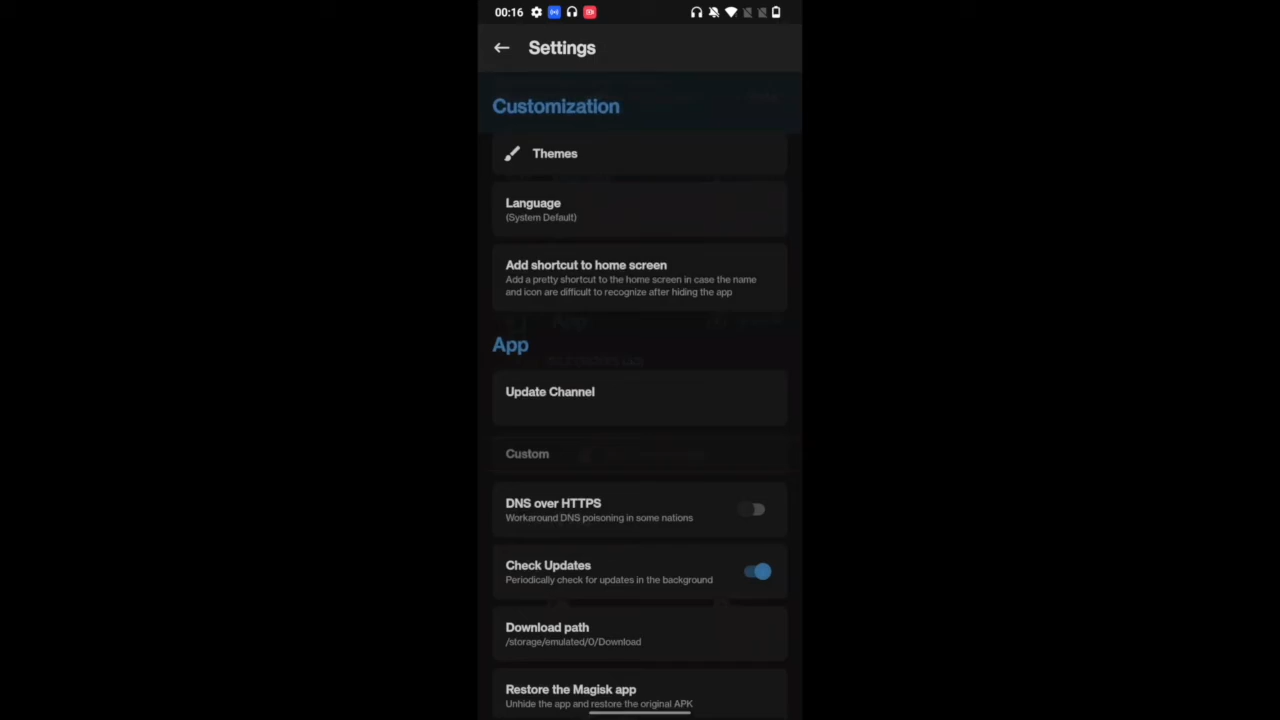 00:16
Settings
Customization
Themes
Language
(System Default)
Add shortcut to home screen
Add a pretty shortcut to the home screen in case the name
and icon are difficult to recognize after hiding the app
App
App
Update Channel
Custom
DNS over HTTPS
Workaround DNS poisoning in some nations
Check Updates
Periodically check for updates in the background
Download path
/storage/emulated/0/Download
Restore the Magisk app
Unhide the app and restore the original APK